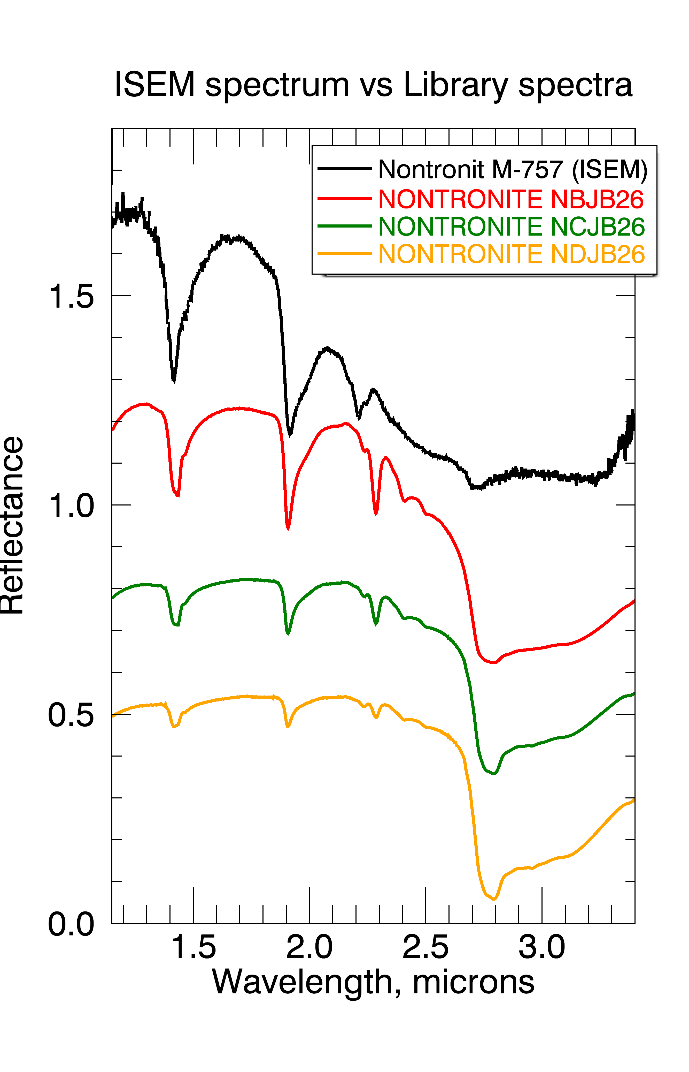 ISEM spectrum vs Library spectra
Nontronit M-757 (ISEM)
NONTRONITE NBJB26
NONTRONITE NCJB26
NONTRONITE NDJB26
Reflectance
1.5
1.0
0.5
0.0
1.5 2.0 2.5 3.0
Wavelength, microns